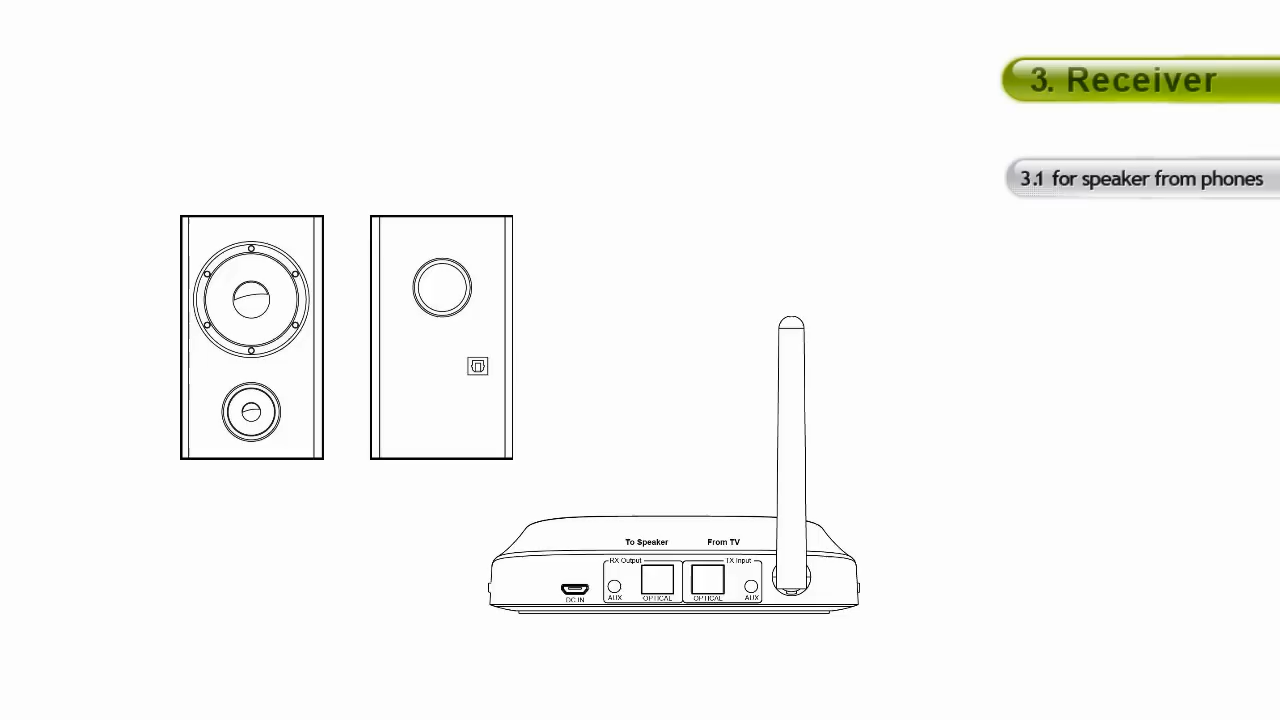 3. Receiver
3.1 for speaker from phones
To Speaker From TV
RX Output TX Input
DC IN AUX OPTICAL OPTICAL AUX